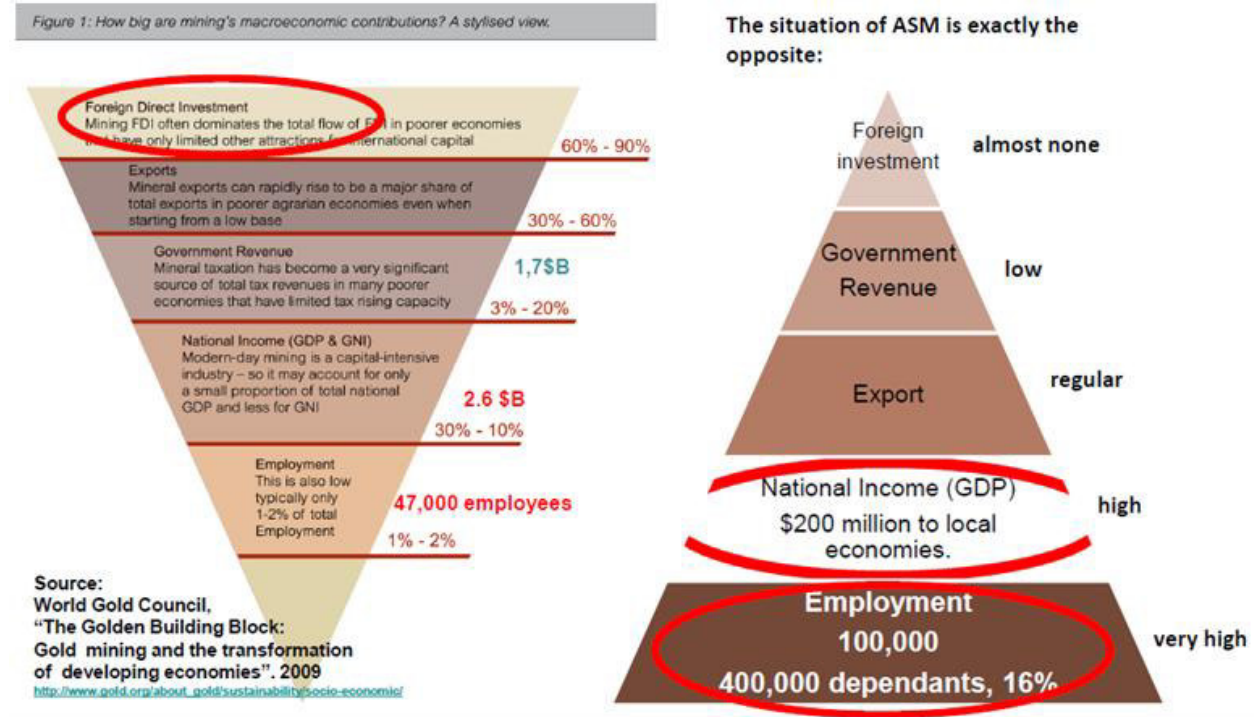 Figure 1: How big are mining's macroeconomic contributions? A stylised view.
Foreign Direct Investment
Mining FDI often dominates the total flow of FDI in poorer economies
that have only limited other attractions for international capital
60% - 90%
Exports
Mineral exports can rapidly rise to be a major share of
total exports in poorer agrarian economies even when
starting from a low base
30% - 60%
Government Revenue
Mineral taxation has become a very significant
source of total tax revenues in many poorer
economies that have limited tax rising capacity
1,7$B
3% - 20%
National Income (GDP & GNI)
Modern-day mining is a capital-intensive
industry – so it may account for only
a small proportion of total national
GDP and less for GNI
2.6 $B
30% - 10%
Employment
This is also low
typically only
1-2% of total
Employment
47,000 employees
1% - 2%
Source:
World Gold Council,
“The Golden Building Block:
Gold mining and the transformation
of developing economies”. 2009
http://www.gold.org/about_gold/sustainability/socio-economic/
The situation of ASM is exactly the
opposite:
Foreign
investment
almost none
Government
Revenue
low
Export
regular
National Income (GDP)
$200 million to local
economies.
high
Employment
100,000
400,000 dependants, 16%
very high